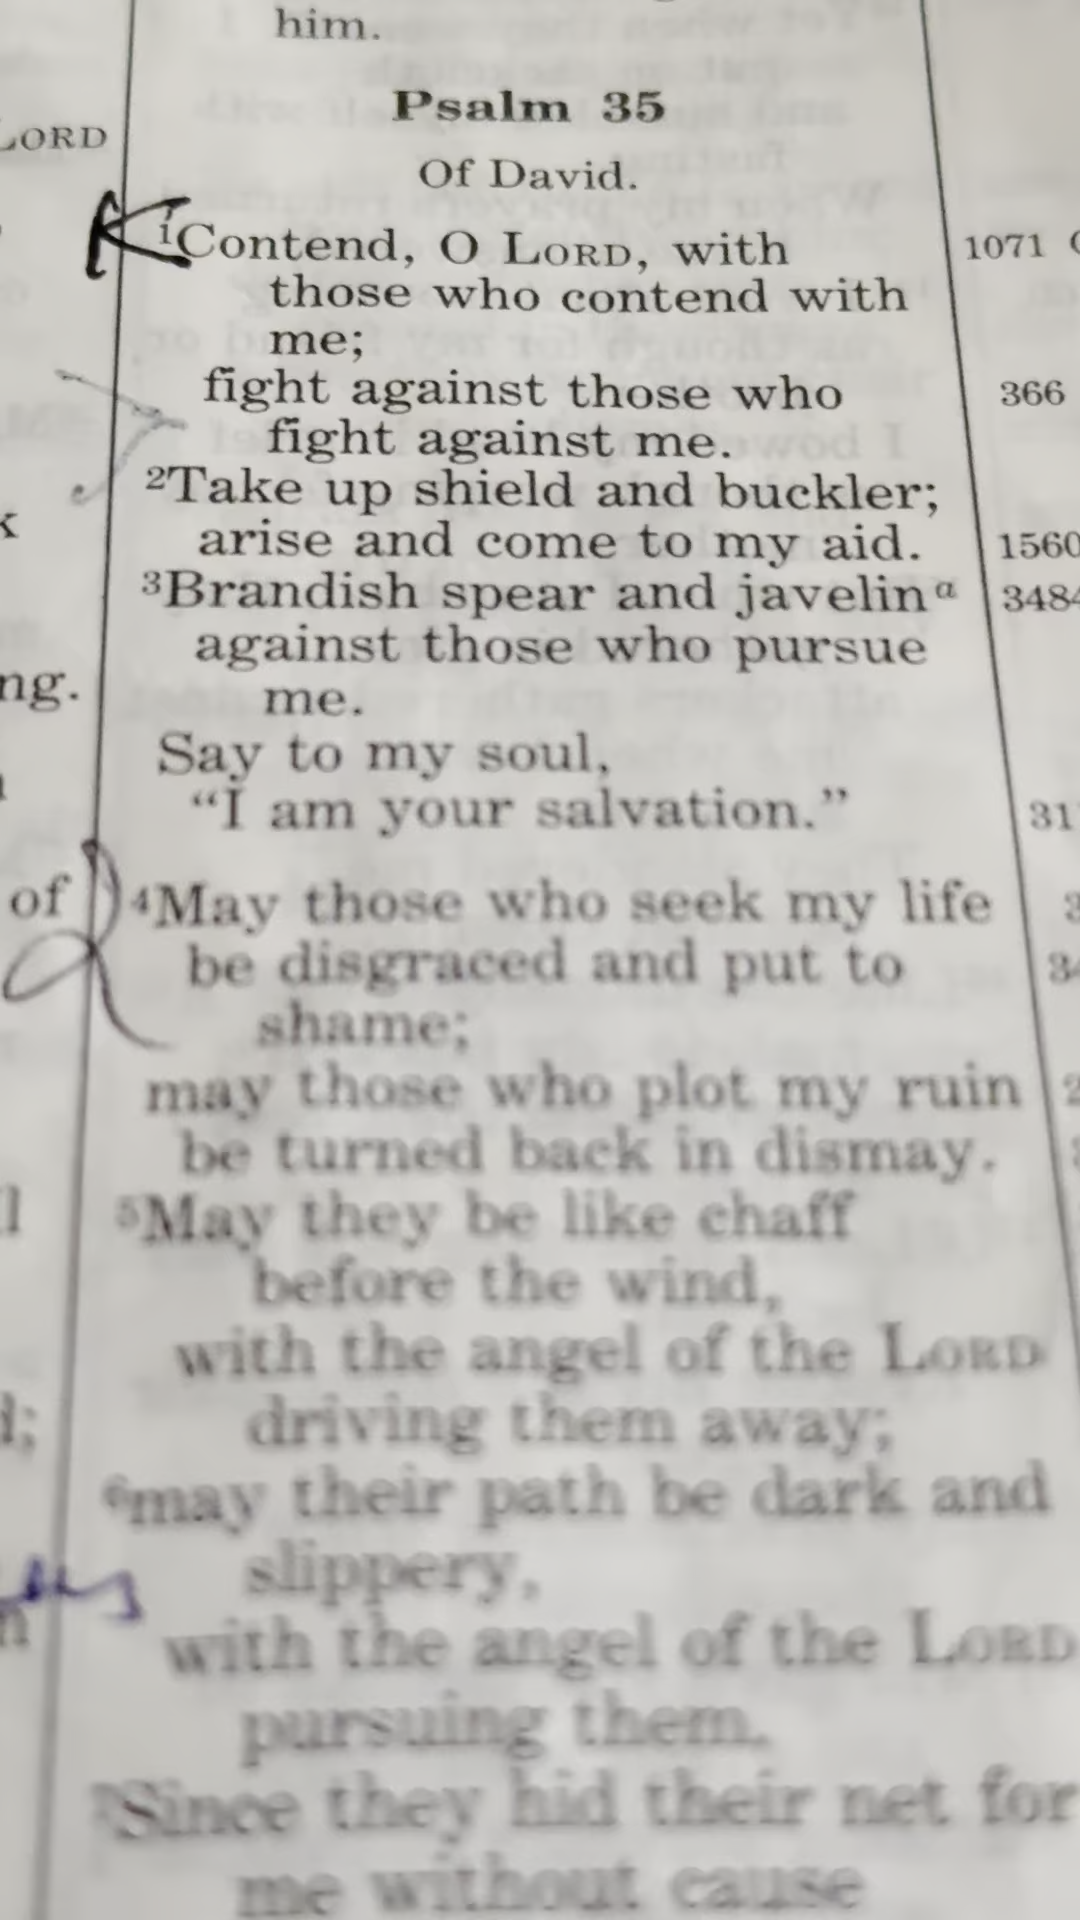 him.
Psalm 35
Of David.
1Contend, O LORD, with
those who contend with
me;
fight against those who
fight against me.
2Take up shield and buckler;
arise and come to my aid.
3Brandish spear and javelin a
against those who pursue
me.
Say to my soul,
“I am your salvation.”
4May those who seek my life
be disgraced and put to
shame;
may those who plot my ruin
be turned back in dismay.
5May they be like chaff
before the wind,
with the angel of the LORD
driving them away;
6may their path be dark and
slippery,
with the angel of the LORD
pursuing them.
7Since they hid their net for
me without cause
LORD
of
1071
366
1560